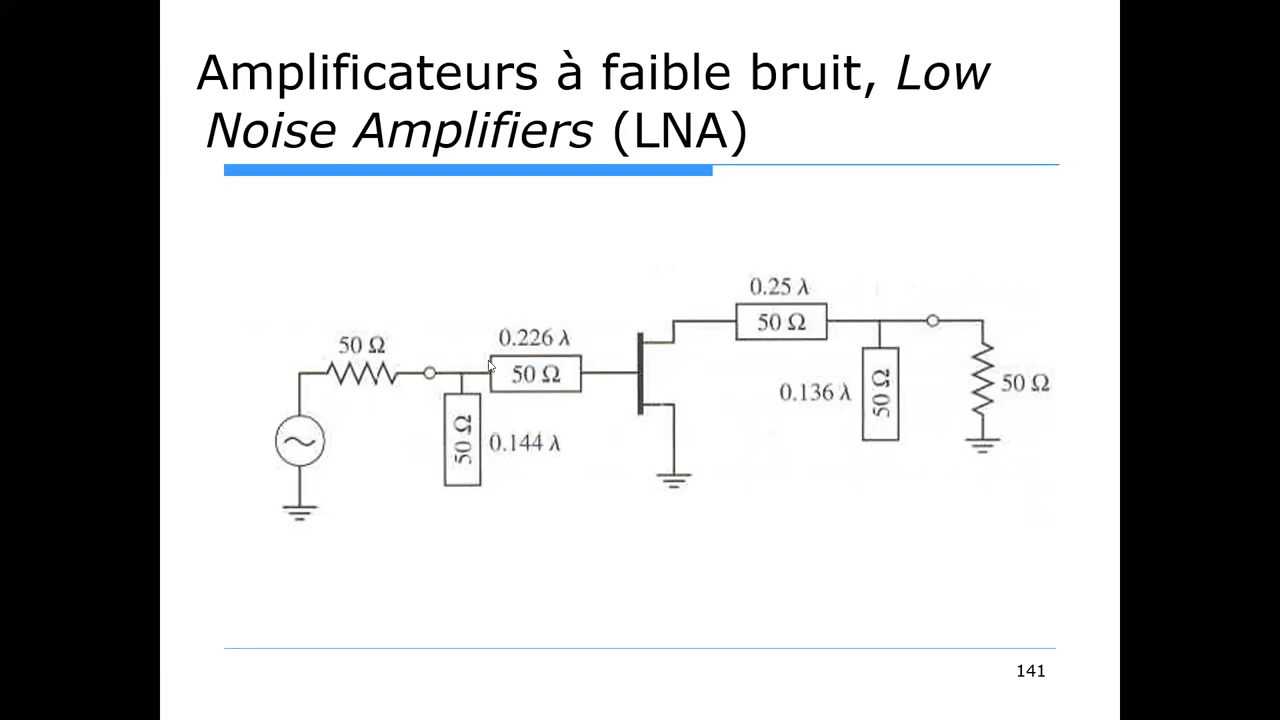 Amplificateurs à faible bruit, Low
Noise Amplifiers (LNA)
0.25 λ
50 Ω
0.226 λ
50 Ω
50 Ω
50 Ω
0.144 λ
0.136 λ
50 Ω
50 Ω
141